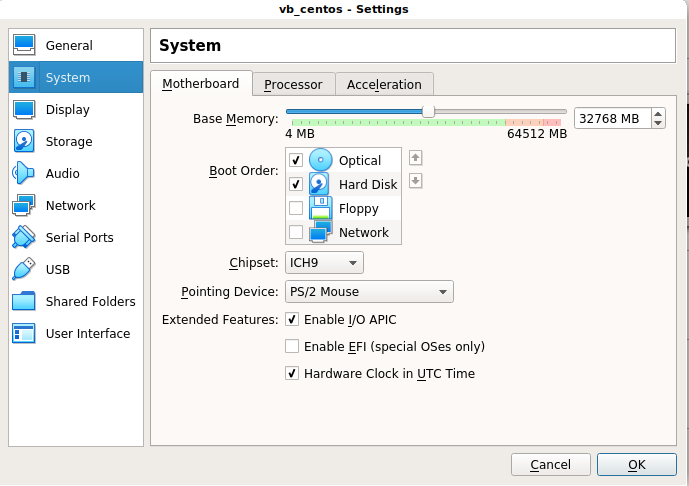 vb_centos - Settings
General
System
Display
Storage
Audio
Network
Serial Ports
USB
Shared Folders
User Interface
System
Motherboard Processor Acceleration
Base Memory: 32768 MB
4 MB 64512 MB
Boot Order:
Optical
Hard Disk
Floppy
Network
Chipset: ICH9
Pointing Device: PS/2 Mouse
Extended Features: Enable I/O APIC
Enable EFI (special OSes only)
Hardware Clock in UTC Time
Cancel OK